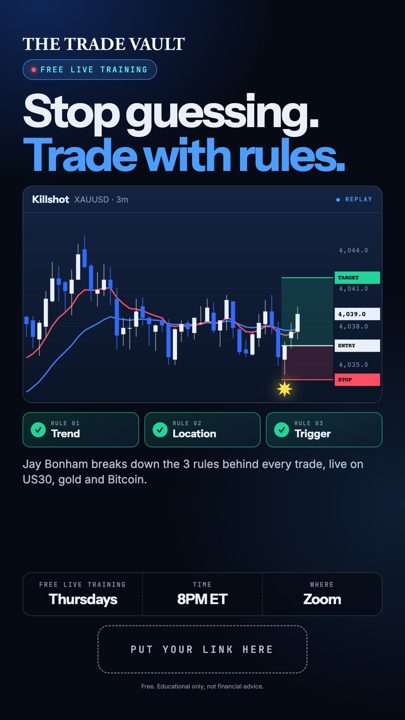 THE TRADE VAULT
FREE LIVE TRAINING
Stop guessing.
Trade with rules.
Killshot XAUUSD · 3m
REPLAY
4,044.0
TARGET
4,041.0
4,039.0
4,038.0
ENTRY
4,035.0
STOP
RULE 01
Trend
RULE 02
Location
RULE 03
Trigger
Jay Bonham breaks down the 3 rules behind every trade, live on
US30, gold and Bitcoin.
FREE LIVE TRAINING
Thursdays
TIME
8PM ET
WHERE
Zoom
PUT YOUR LINK HERE
Free. Educational only, not financial advice.